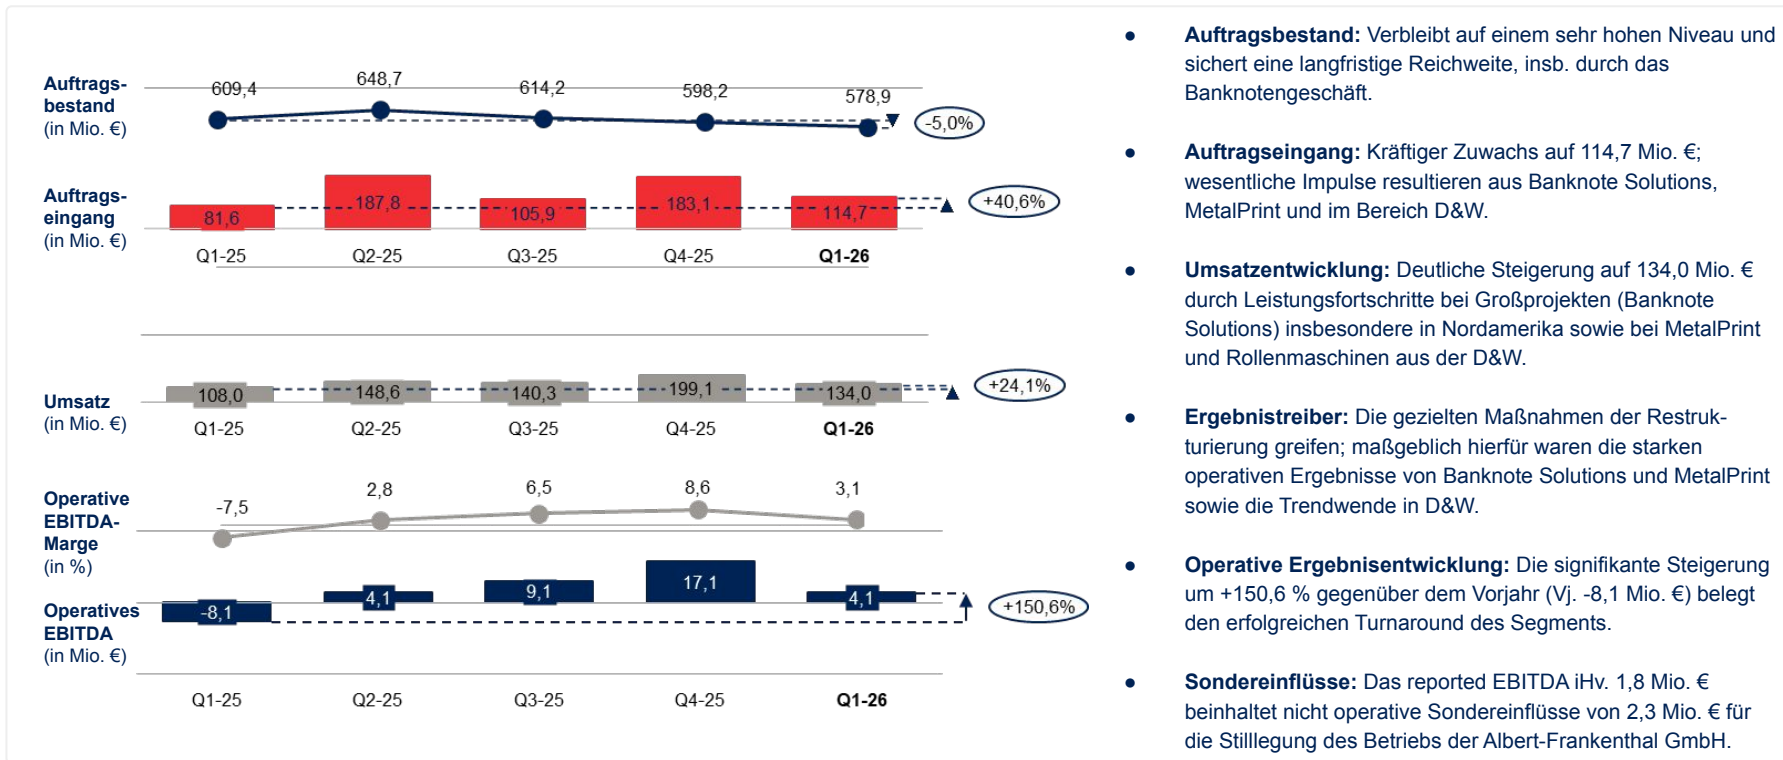 Auftrags-
bestand
(in Mio. €)
609,4
648,7
614,2
598,2
578,9
-5,0%
Auftrags-
eingang
(in Mio. €)
81,6
187,8
105,9
183,1
114,7
+40,6%
Q1-25
Q2-25
Q3-25
Q4-25
Q1-26
Umsatz
(in Mio. €)
108,0
148,6
140,3
199,1
134,0
+24,1%
Q1-25
Q2-25
Q3-25
Q4-25
Q1-26
Operative
EBITDA-
Marge
(in %)
-7,5
2,8
6,5
8,6
3,1
Operatives
EBITDA
(in Mio. €)
-8,1
4,1
9,1
17,1
4,1
+150,6%
Q1-25
Q2-25
Q3-25
Q4-25
Q1-26
● Auftragsbestand: Verbleibt auf einem sehr hohen Niveau und
sichert eine langfristige Reichweite, insb. durch das
Banknotengeschäft.
● Auftragseingang: Kräftiger Zuwachs auf 114,7 Mio. €;
wesentliche Impulse resultieren aus Banknote Solutions,
MetalPrint und im Bereich D&W.
● Umsatzentwicklung: Deutliche Steigerung auf 134,0 Mio. €
durch Leistungsfortschritte bei Großprojekten (Banknote
Solutions) insbesondere in Nordamerika sowie bei MetalPrint
und Rollenmaschinen aus der D&W.
● Ergebnistreiber: Die gezielten Maßnahmen der Restruk-
turierung greifen; maßgeblich hierfür waren die starken
operativen Ergebnisse von Banknote Solutions und MetalPrint
sowie die Trendwende in D&W.
● Operative Ergebnisentwicklung: Die signifikante Steigerung
um +150,6 % gegenüber dem Vorjahr (Vj. -8,1 Mio. €) belegt
den erfolgreichen Turnaround des Segments.
● Sondereinflüsse: Das reported EBITDA iHv. 1,8 Mio. €
beinhaltet nicht operative Sondereinflüsse von 2,3 Mio. € für
die Stilllegung des Betriebs der Albert-Frankenthal GmbH.